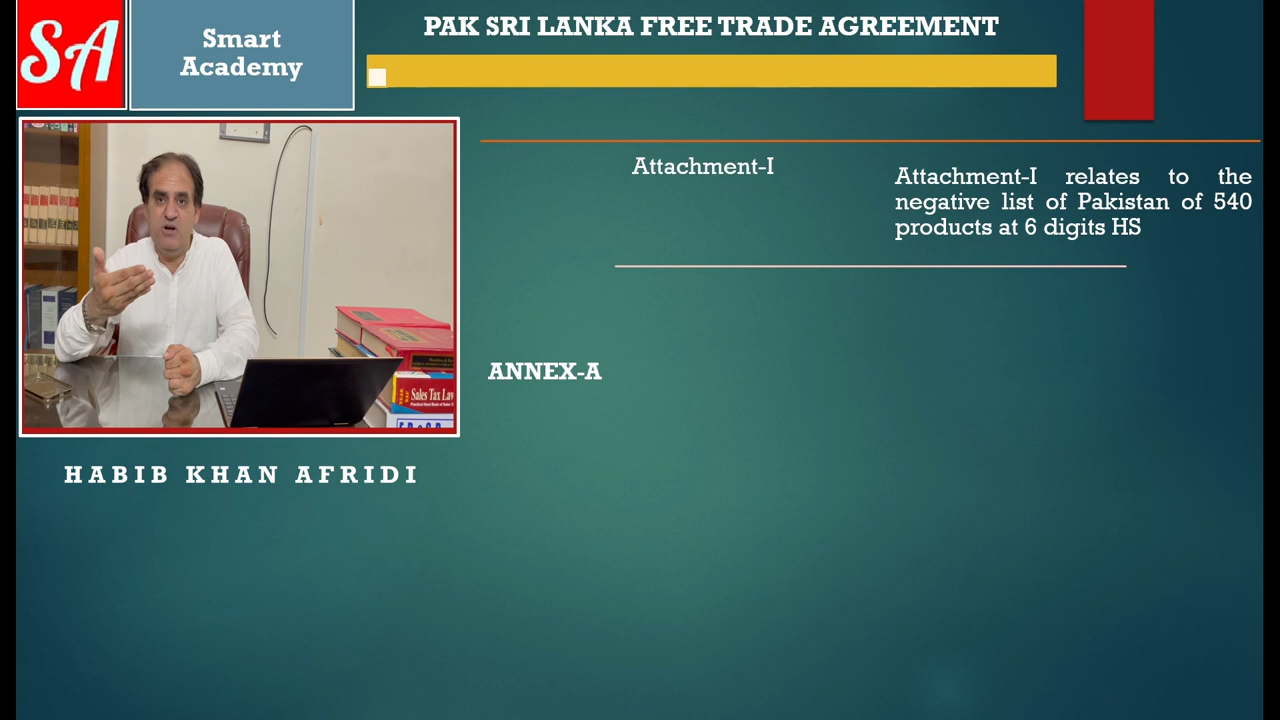 SA
Smart
Academy
PAK SRI LANKA FREE TRADE AGREEMENT
Attachment-I
Attachment-I relates to the
negative list of Pakistan of 540
products at 6 digits HS
ANNEX-A
Sales Tax Law
HABIB KHAN AFRIDI